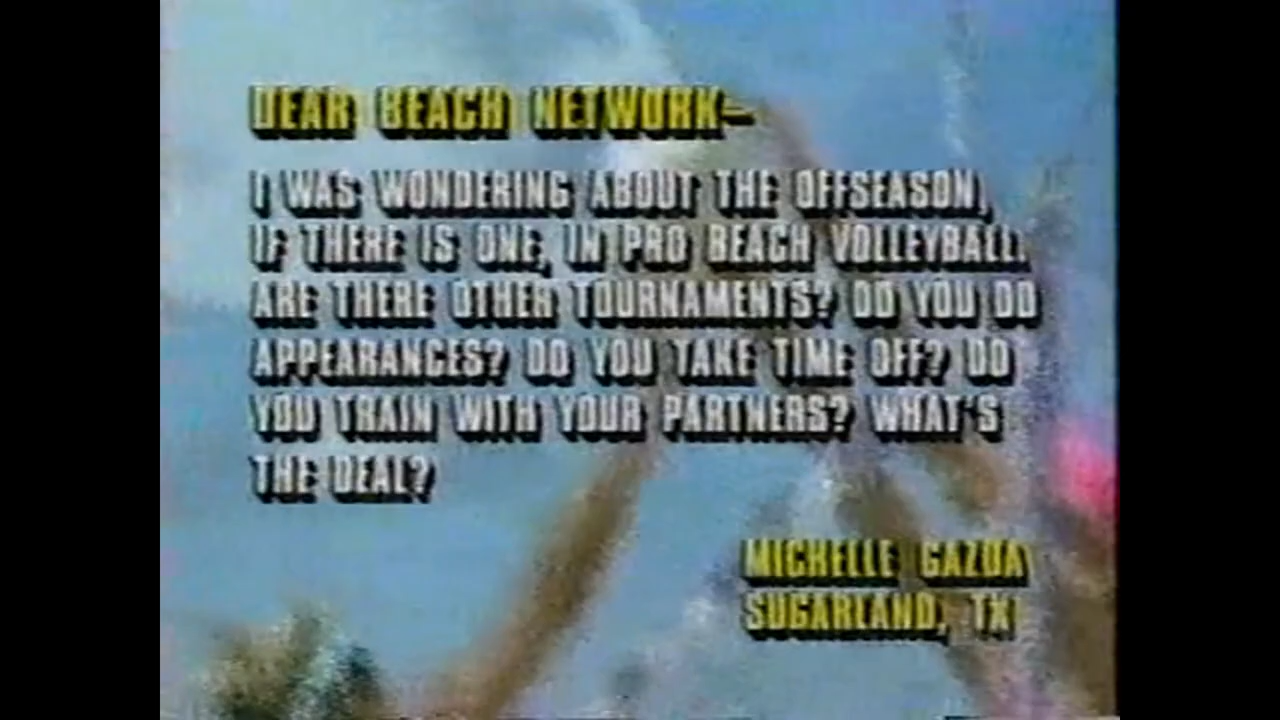 DEAR BEACH NETWORK-
I WAS WONDERING ABOUT THE OFFSEASON,
IF THERE IS ONE, IN PRO BEACH VOLLEYBALL.
ARE THERE OTHER TOURNAMENTS? DO YOU DO
APPEARANCES? DO YOU TAKE TIME OFF? DO
YOU TRAIN WITH YOUR PARTNERS? WHAT'S
THE DEAL?
MICHELLE GAZDA
SUGARLAND, TX